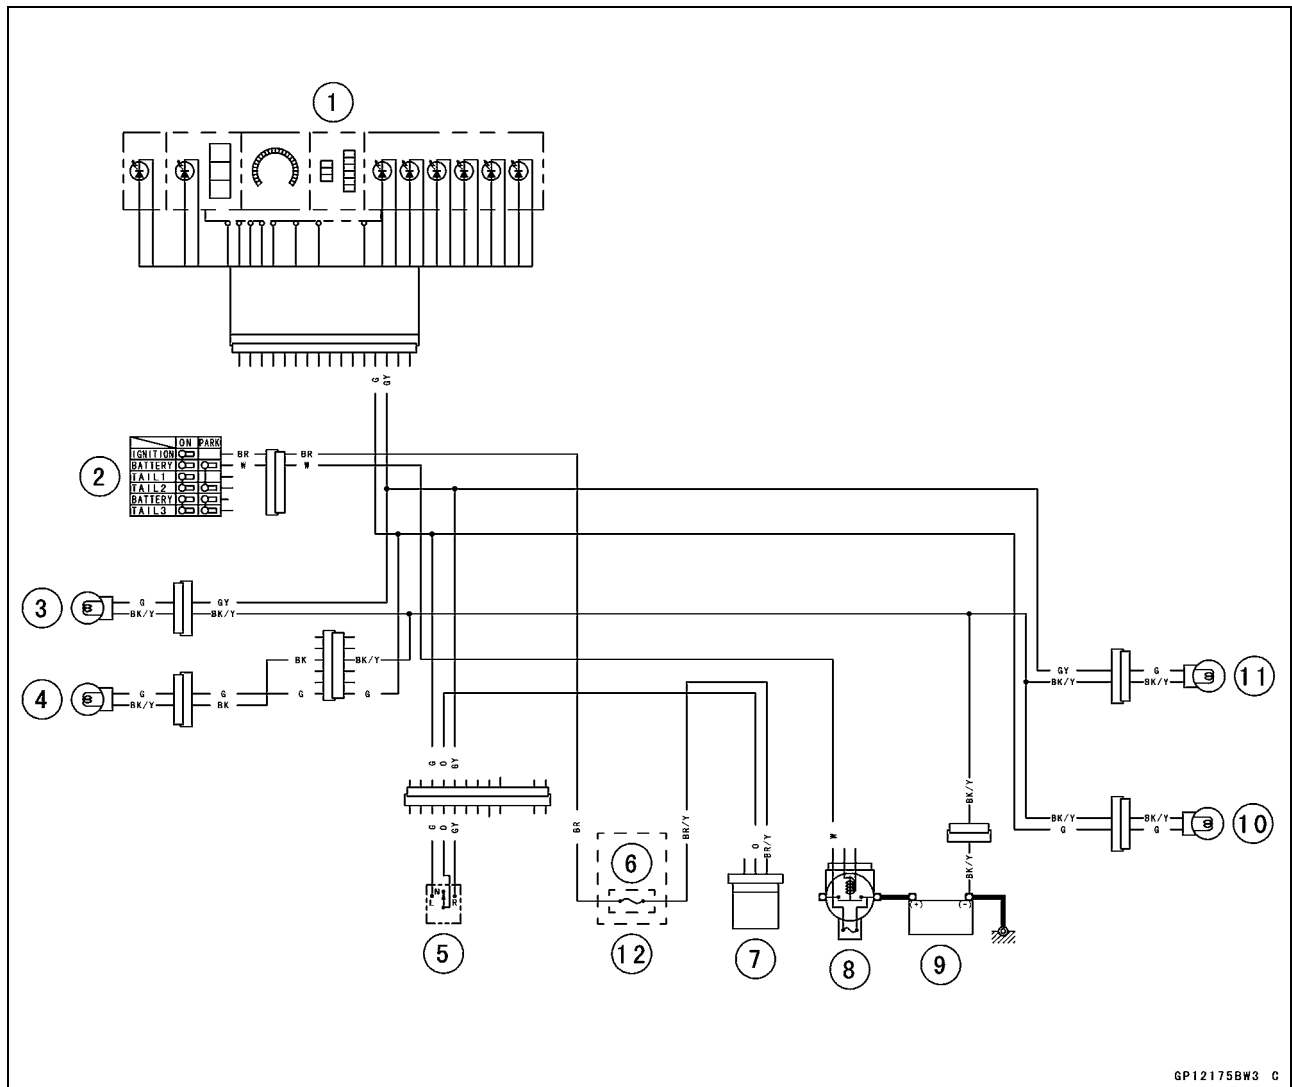 1
G
GY
ON PARK
IGNITION
BATTERY
TAIL1
TAIL2
BATTERY
TAIL3
BR
W
BR
W
2
3
G
BK/Y
GY
BK/Y
4
G
BK/Y
G
BK
BK
G
BK/Y
G
GY
BK/Y
G
BK/Y
11
BK/Y
G
BK/Y
G
10
G
O
GY
G
O
GY
N
L
R
5
BR
6
12
BR/Y
O
BR/Y
7
W
8
BK/Y
BK/Y
(+)
(-)
9
GP12175BW3 C